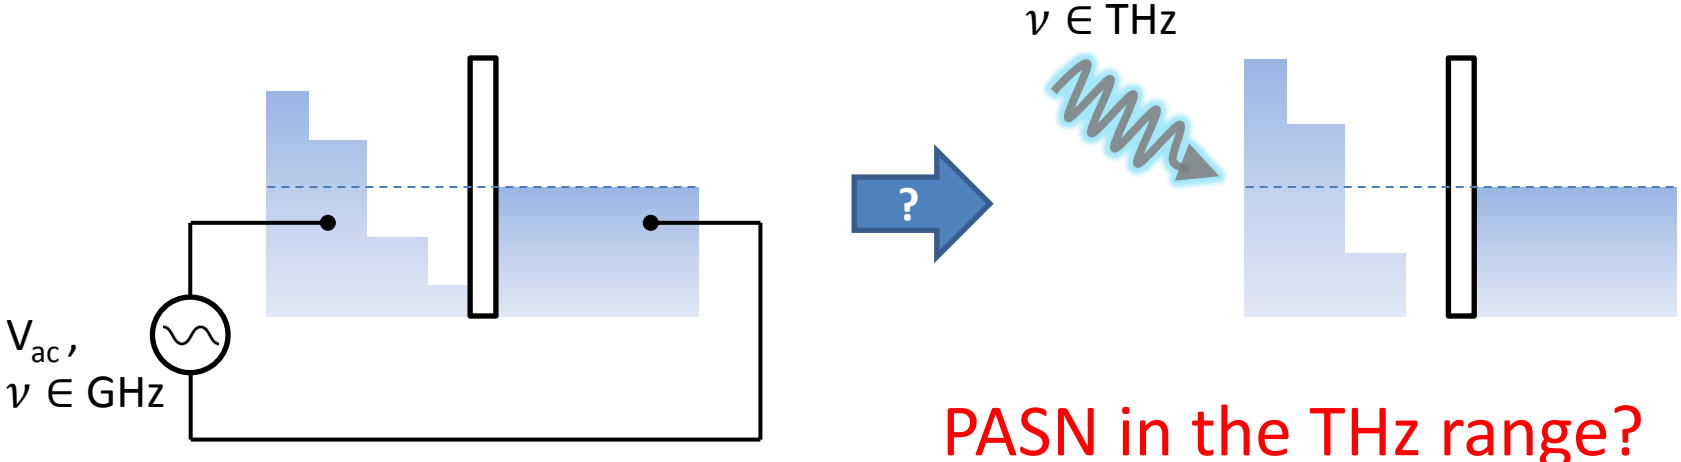 V_ac ,
ν ∈ GHz
?
ν ∈ THz
PASN in the THz range?